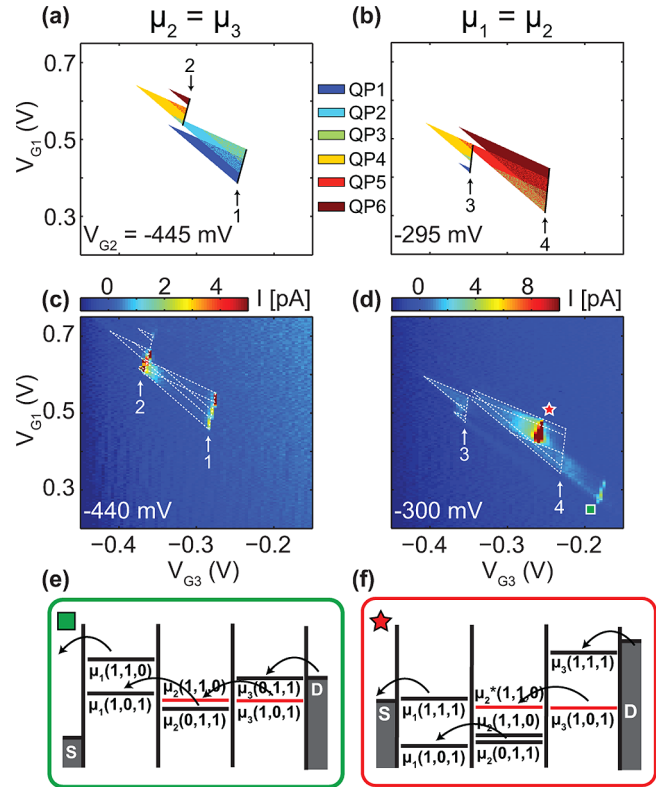 (a) μ₂ = μ₃
(b) μ₁ = μ₂
V_G1 (V)
0.7
0.5
0.3
2
1
V_G2 = -445 mV
QP1
QP2
QP3
QP4
QP5
QP6
3
4
-295 mV
(c) 0 2 4 I [pA]
(d) 0 4 8 I [pA]
V_G1 (V)
0.7
0.5
0.3
2
1
-440 mV
3
4
-300 mV
−0.4 −0.3 −0.2
−0.4 −0.3 −0.2
V_G3 (V)
V_G3 (V)
(e)
(f)
μ₁(1,1,0)
μ₁(1,0,1)
μ₂(1,1,0)
μ₂(0,1,1)
μ₃(0,1,1)
μ₃(1,0,1)
S
D
μ₃(1,1,1)
μ₁(1,1,1)
μ₁(1,0,1)
μ₂*(1,1,0)
μ₂(1,1,0)
μ₂(0,1,1)
μ₃(1,0,1)
S
D